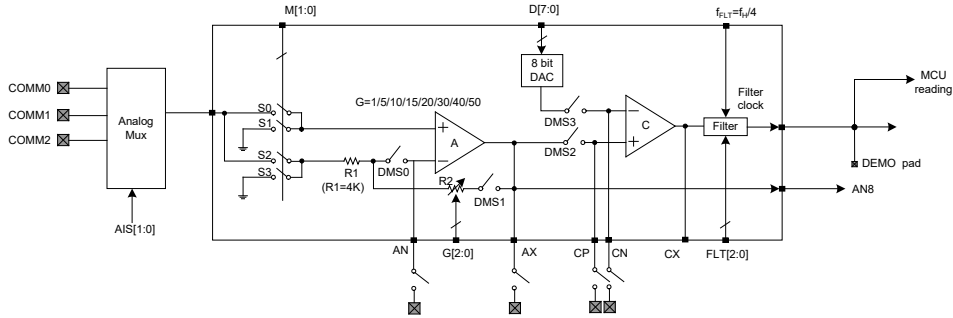 M[1:0] D[7:0] fFLT=fH/4
COMM0
COMM1
COMM2
Analog
Mux
AIS[1:0]
S0
S1
S2
S3
G=1/5/10/15/20/30/40/50
R1
(R1=4K)
DMS0
+
A
−
R2
DMS1
8 bit
DAC
DMS3
DMS2
−
C
+
Filter
clock
Filter
MCU
reading
DEMO pad
AN8
AN G[2:0] AX CP CN CX FLT[2:0]